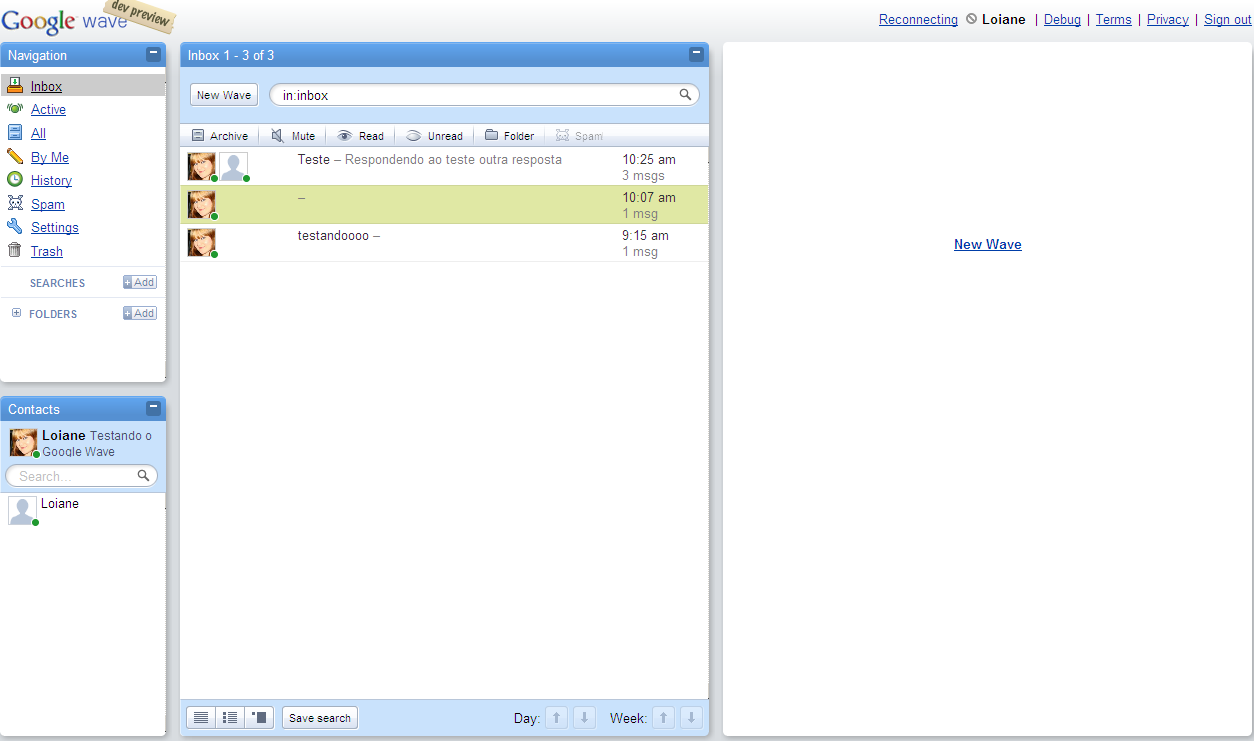 Google wave dev preview
Reconnecting Loiane | Debug | Terms | Privacy | Sign out
Navigation
Inbox
Active
All
By Me
History
Spam
Settings
Trash
SEARCHES + Add
FOLDERS + Add
Contacts
Loiane Testando o
Google Wave
Search...
Loiane
Inbox 1 - 3 of 3
New Wave in:inbox
Archive Mute Read Unread Folder Spam
Teste – Respondendo ao teste outra resposta 10:25 am
3 msgs
– 10:07 am
1 msg
testandoooo – 9:15 am
1 msg
Save search Day: Week:
New Wave